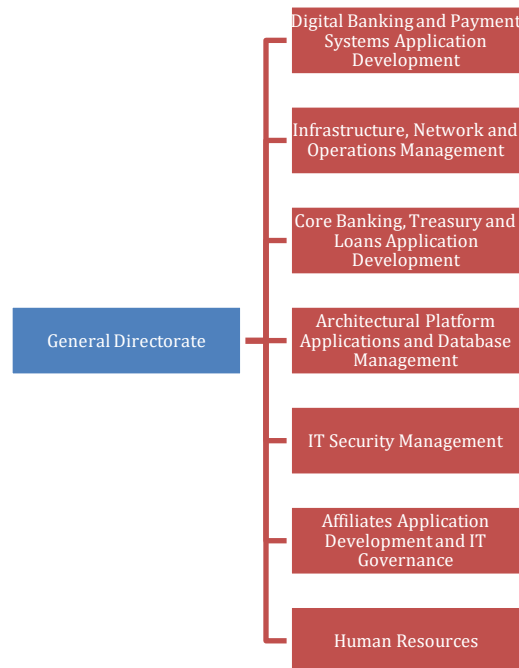 Digital Banking and Payment
Systems Application
Development
Infrastructure, Network and
Operations Management
Core Banking, Treasury and
Loans Application
Development
General Directorate
Architectural Platform
Applications and Database
Management
IT Security Management
Affiliates Application
Development and IT
Governance
Human Resources